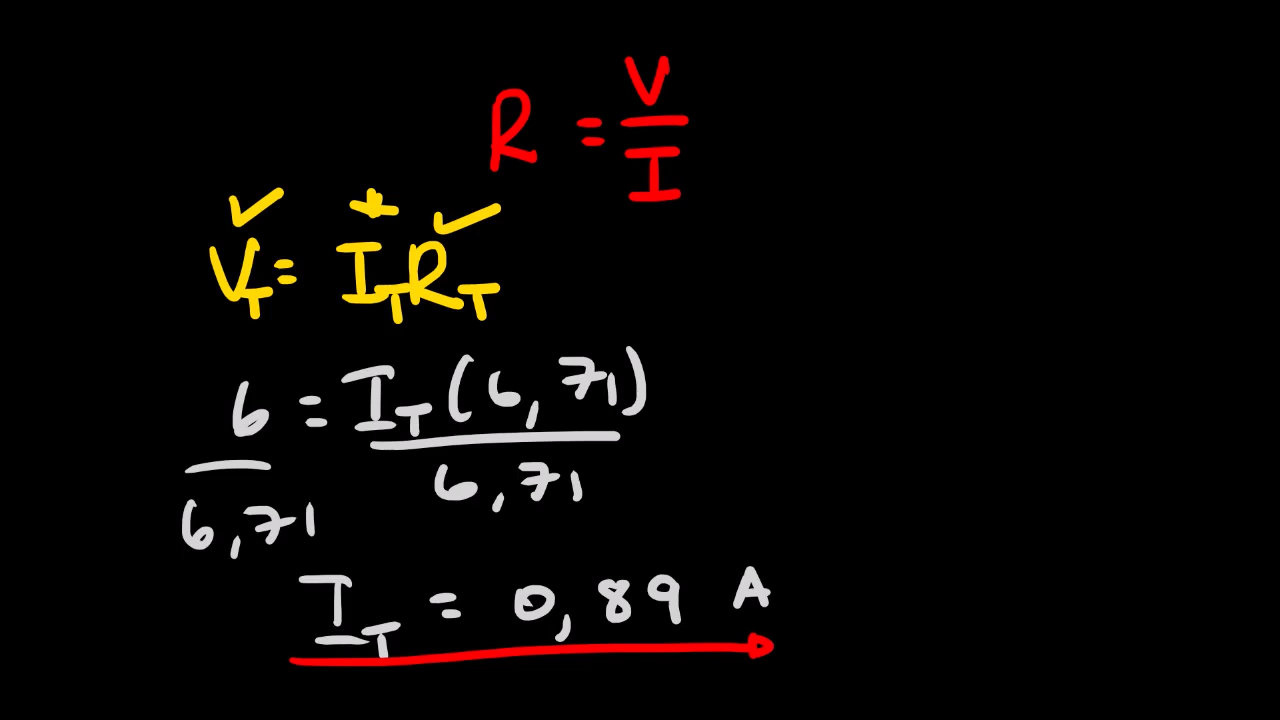 R = V/I
V_T = I_T R_T
6/6,71 = I_T(6,71)/6,71
I_T = 0,89 A